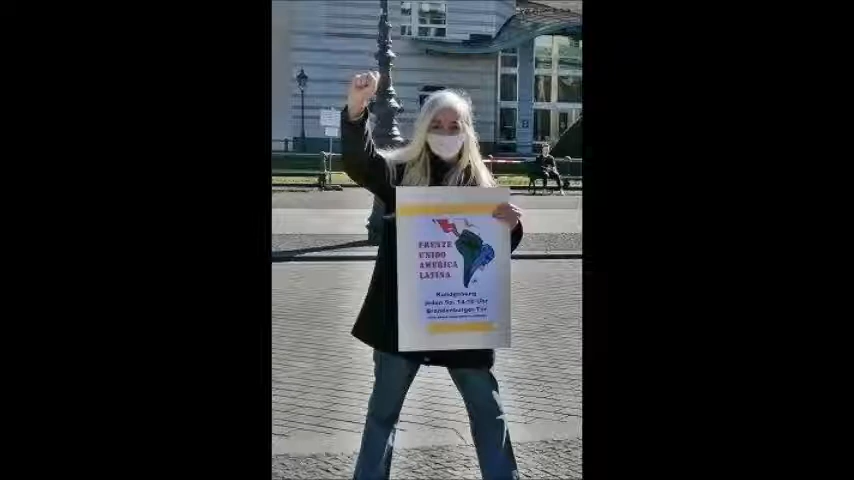 FRENTE
UNIDO
AMERICA
LATINA
Kundgebung
jeden Sa. 14-16 Uhr
Brandenburger Tor